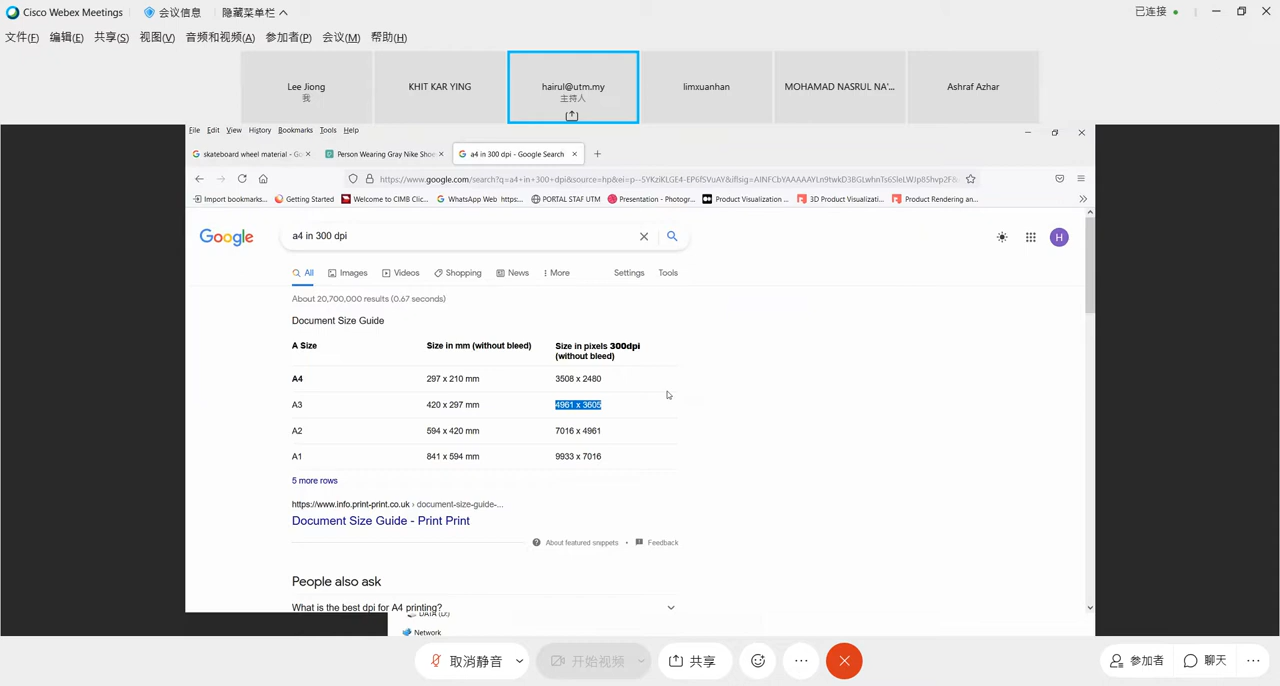 Cisco Webex Meetings 会议信息 隐藏菜单栏 已连接
文件(F) 编辑(E) 共享(S) 视图(V) 音频和视频(A) 参加者(P) 会议(M) 帮助(H)
Lee Jiong
我
KHIT KAR YING
hairul@utm.my
主持人
limxuanhan
MOHAMAD NASRUL NA'...
Ashraf Azhar
File Edit View History Bookmarks Tools Help
skateboard wheel material - Go Person Wearing Gray Nike Shoe a4 in 300 dpi - Google Search
Import bookmarks... Getting Started Welcome to CIMB Clic... WhatsApp Web https:... PORTAL STAF UTM Presentation - Photogr... Product Visualization ... 3D Product Visualizati... Product Rendering an...
Google a4 in 300 dpi H
All Images Videos Shopping News More Settings Tools
About 20,700,000 results (0.67 seconds)
Document Size Guide
A Size Size in mm (without bleed) Size in pixels 300dpi
(without bleed)
A4 297 x 210 mm 3508 x 2480
A3 420 x 297 mm 4961 x 3605
A2 594 x 420 mm 7016 x 4961
A1 841 x 594 mm 9933 x 7016
5 more rows
https://www.info.print-print.co.uk › document-size-guide-...
Document Size Guide - Print Print
About featured snippets • Feedback
People also ask
What is the best dpi for A4 printing?
DATA (D:)
Network
取消静音 开始视频 共享 参加者 聊天